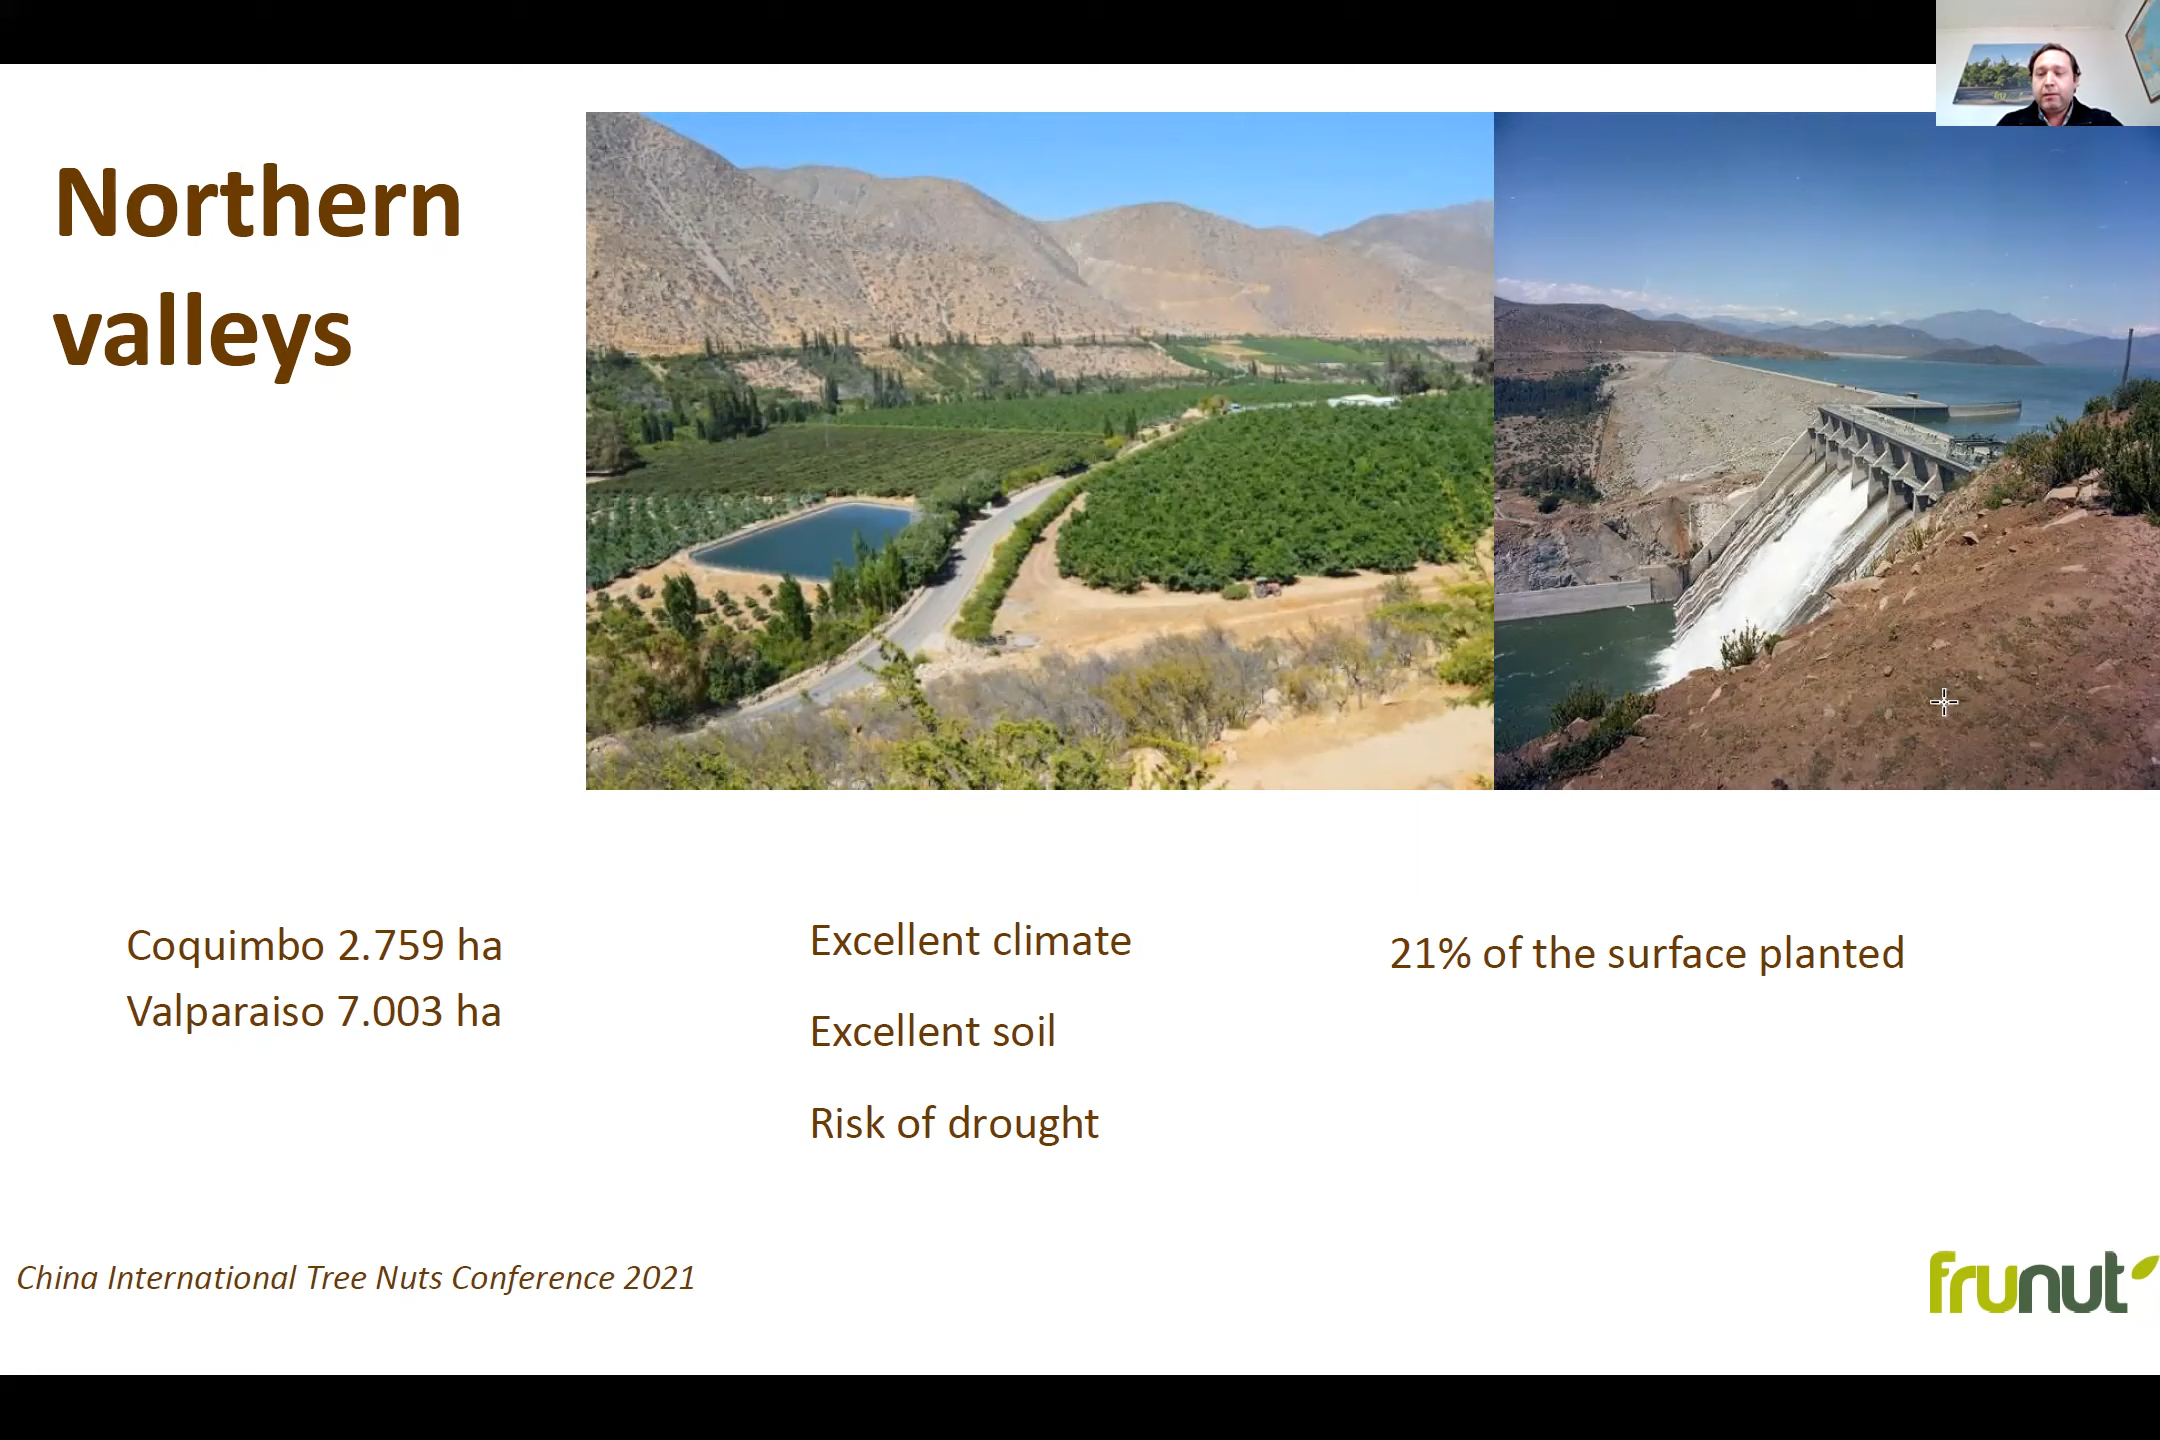 Northern
valleys
Coquimbo 2.759 ha
Valparaiso 7.003 ha
Excellent climate
Excellent soil
Risk of drought
21% of the surface planted
China International Tree Nuts Conference 2021
frunut